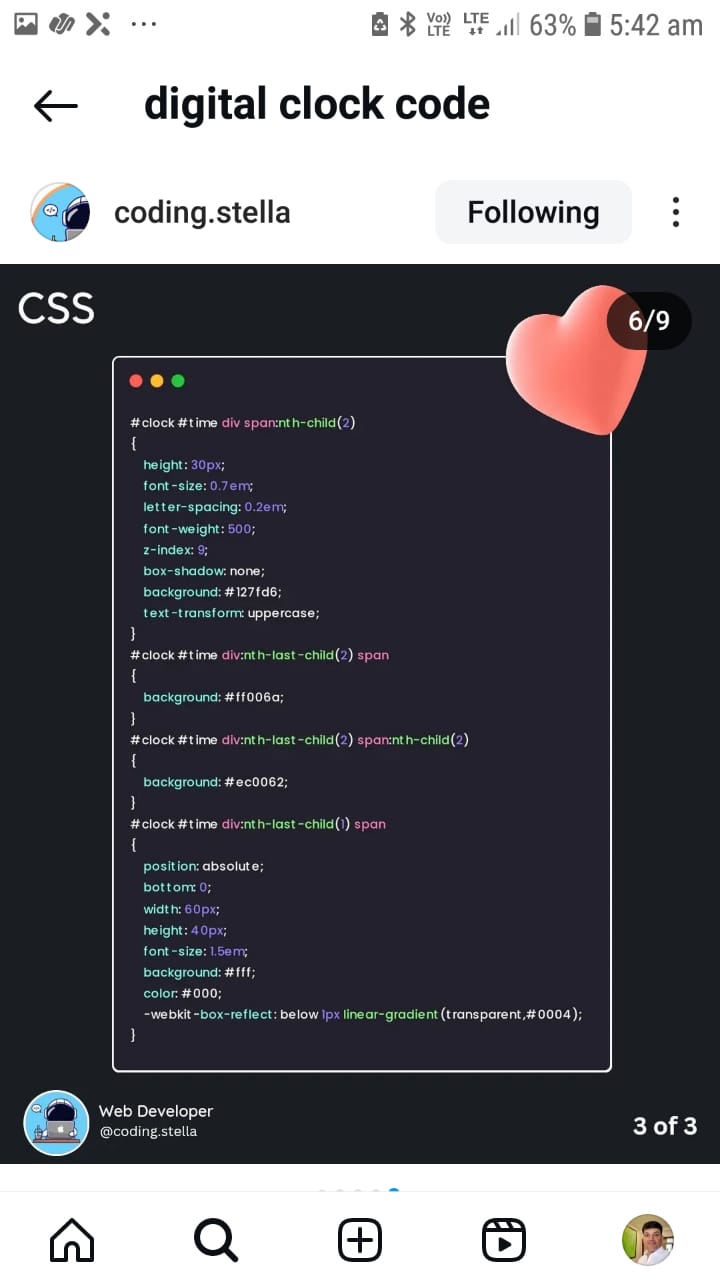 Vo)) LTE LTE 63% 5:42 am
digital clock code
coding.stella Following
CSS
6/9
#clock #time div span:nth-child(2)
{
height: 30px;
font-size: 0.7em;
letter-spacing: 0.2em;
font-weight: 500;
z-index: 9;
box-shadow: none;
background: #127fd6;
text-transform: uppercase;
}
#clock #time div:nth-last-child(2) span
{
background: #ff006a;
}
#clock #time div:nth-last-child(2) span:nth-child(2)
{
background: #ec0062;
}
#clock #time div:nth-last-child(1) span
{
position: absolute;
bottom: 0;
width: 60px;
height: 40px;
font-size: 1.5em;
background: #fff;
color: #000;
-webkit-box-reflect: below 1px linear-gradient(transparent,#0004);
}
Web Developer
@coding.stella
3 of 3